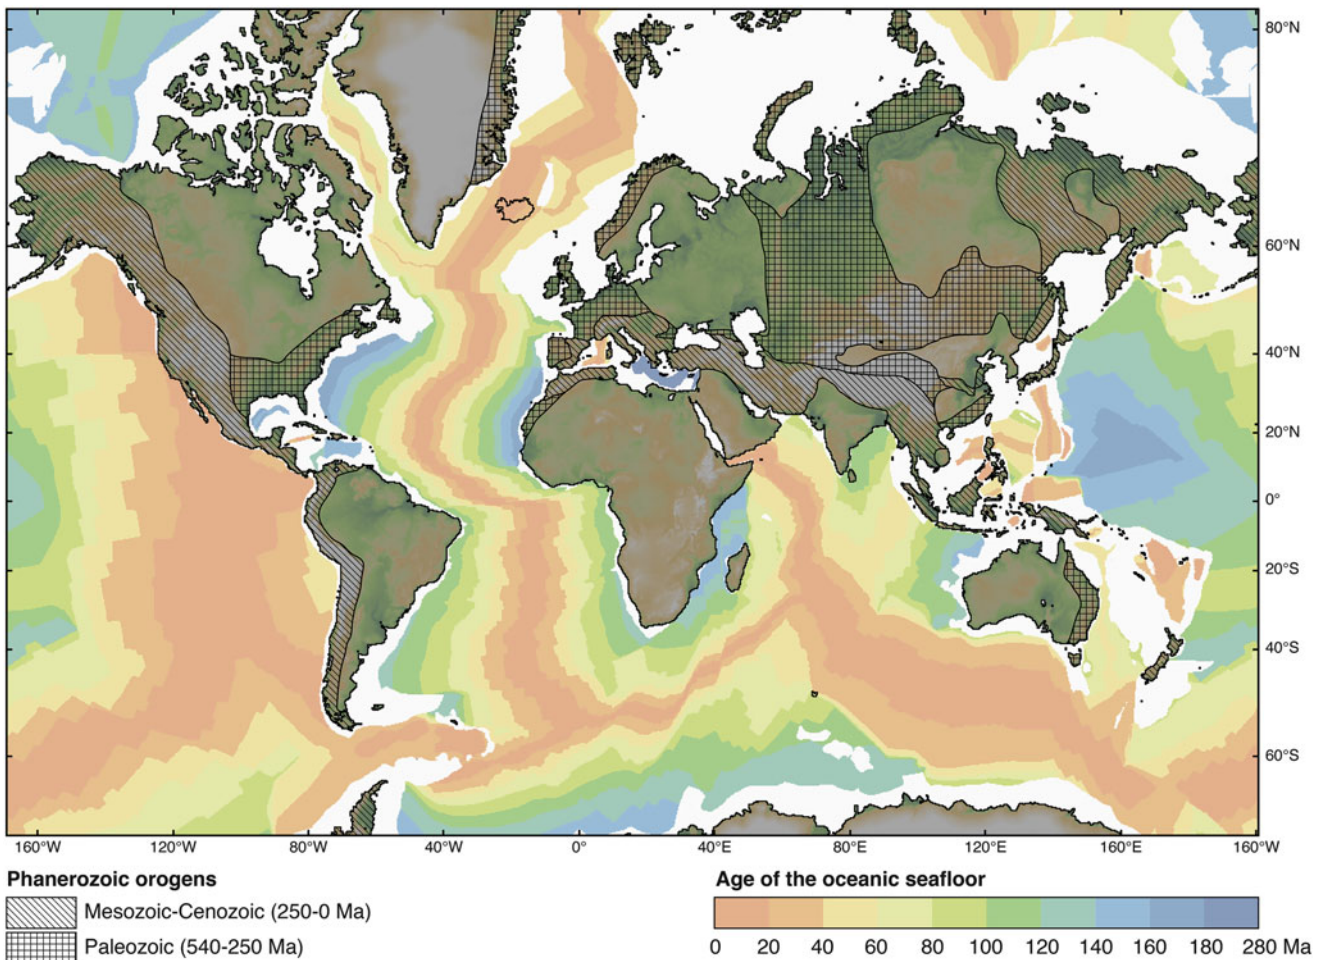 80°N
60°N
40°N
20°N
0°
20°S
40°S
60°S
160°W 120°W 80°W 40°W 0° 40°E 80°E 120°E 160°E 160°W
Phanerozoic orogens
Mesozoic-Cenozoic (250-0 Ma)
Paleozoic (540-250 Ma)
Age of the oceanic seafloor
0 20 40 60 80 100 120 140 160 180 280 Ma